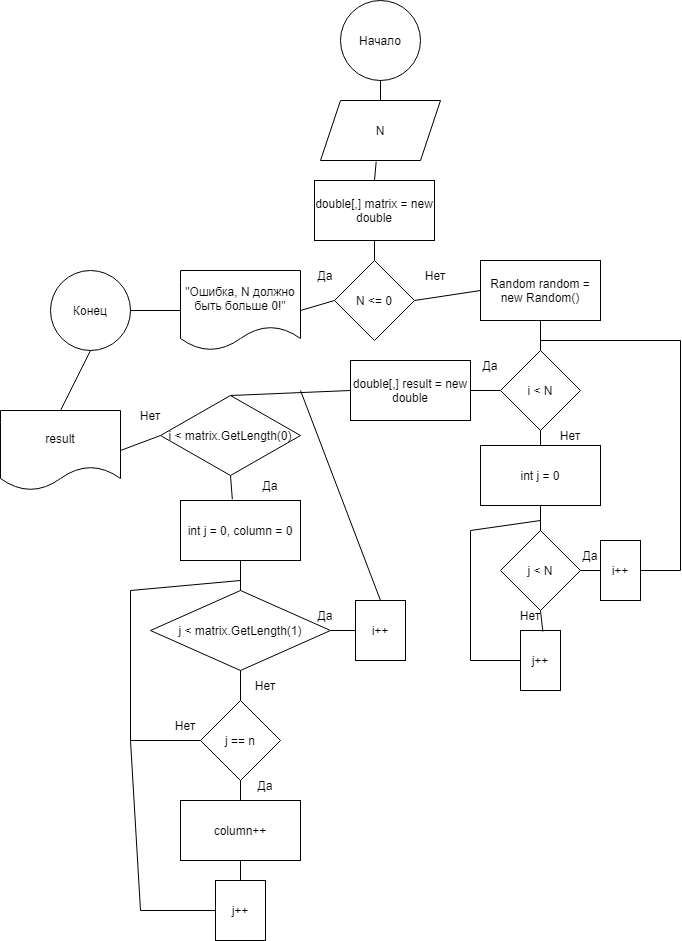 Начало
N
double[,] matrix = new
double
Да
Нет
"Ошибка, N должно
быть больше 0!"
N <= 0
Random random =
new Random()
Конец
Да
double[,] result = new
double
i < N
Нет
result
Нет
i < matrix.GetLength(0)
Да
int j = 0
int j = 0, column = 0
j < N
Да
i++
Нет
j++
j < matrix.GetLength(1)
Да
i++
Нет
Нет
j == n
Да
column++
j++